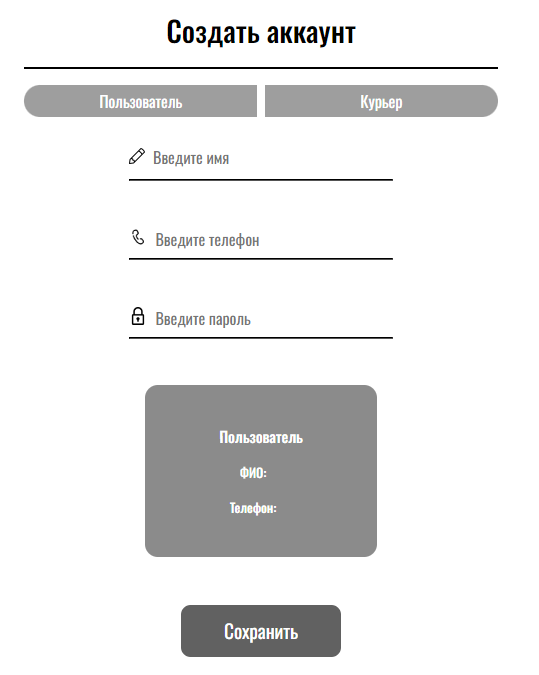 Создать аккаунт
Пользователь
Курьер
Введите имя
Введите телефон
Введите пароль
Пользователь
ФИО:
Телефон:
Сохранить